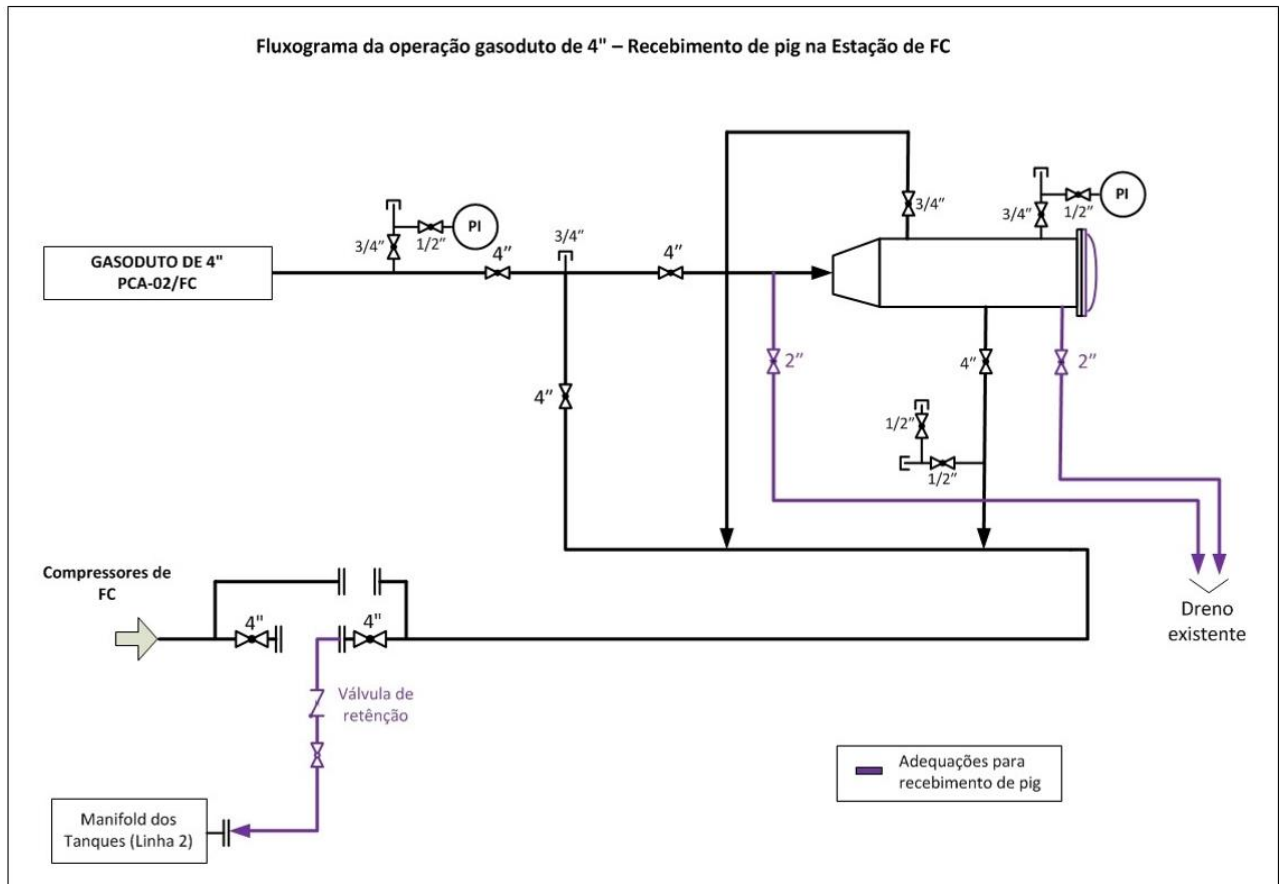 Fluxograma da operação gasoduto de 4" – Recebimento de pig na Estação de FC
3/4"
1/2"
PI
GASODUTO DE 4"
PCA-02/FC
4"
3/4"
4"
3/4"
3/4"
1/2"
PI
2"
4"
2"
4"
1/2"
1/2"
Compressores de
FC
4"
4"
Dreno
existente
Válvula de
retênção
Adequações para
recebimento de pig
Manifold dos
Tanques (Linha 2)